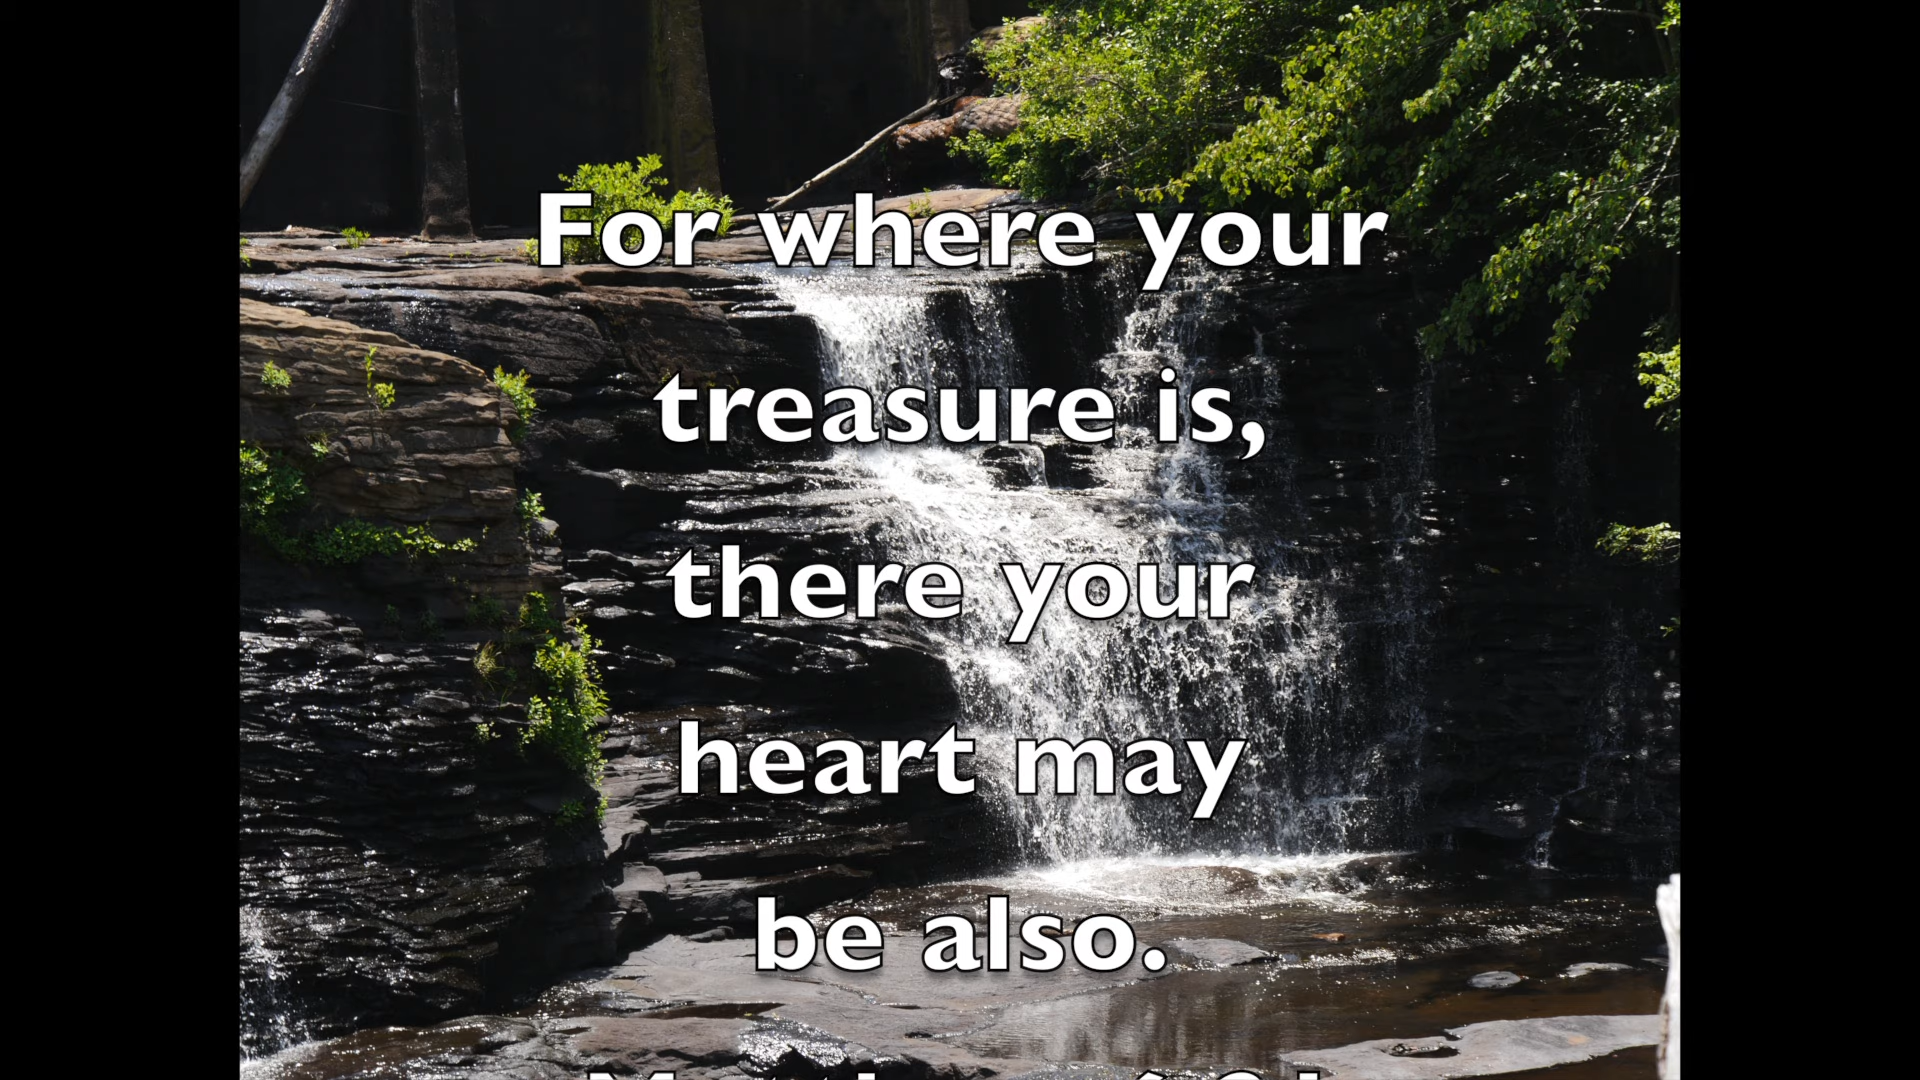 For where your
treasure is,
there your
heart may
be also.